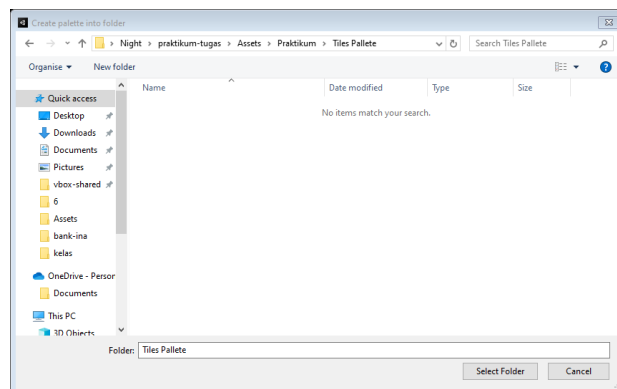 Create palette into folder
Night › praktikum-tugas › Assets › Praktikum › Tiles Pallete
Search Tiles Pallete
Organise
New folder
Name
Date modified
Type
Size
No items match your search.
Quick access
Desktop
Downloads
Documents
Pictures
vbox-shared
6
Assets
bank-ina
kelas
OneDrive - Person
Documents
This PC
3D Objects
Folder: Tiles Pallete
Select Folder
Cancel